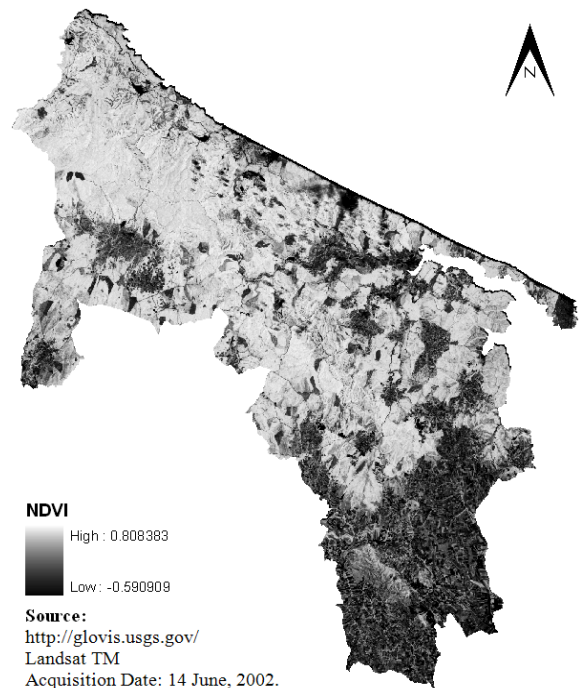 N
NDVI
High : 0.808383
Low : -0.590909
Source:
http://glovis.usgs.gov/
Landsat TM
Acquisition Date: 14 June, 2002.